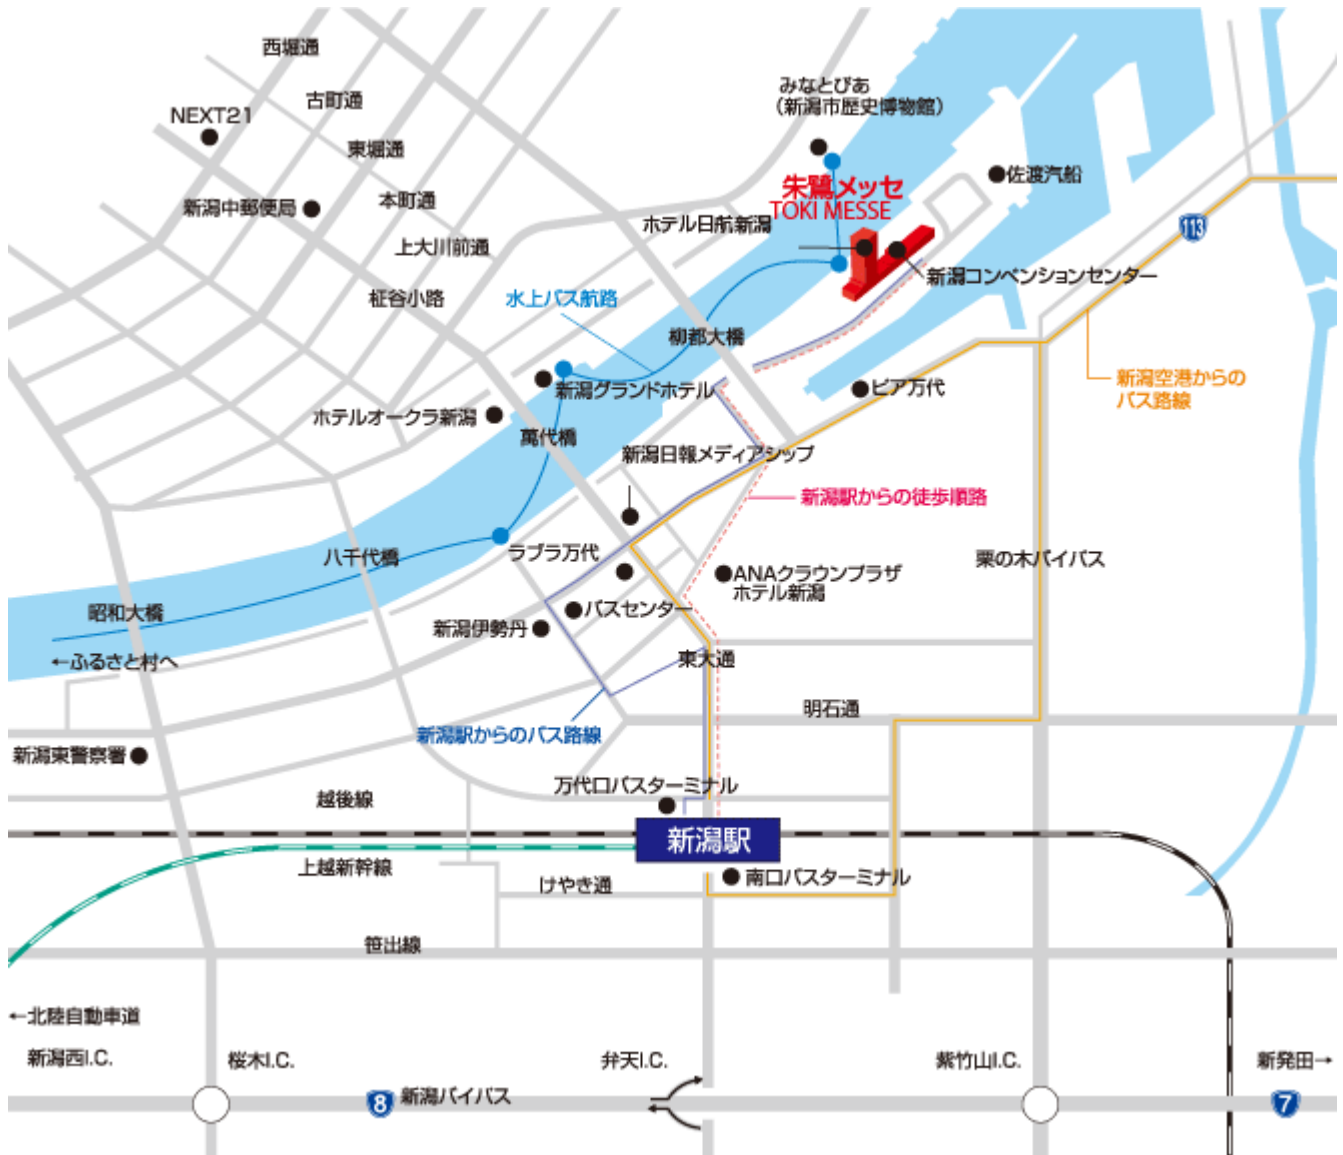 西堀通
古町通
NEXT21
東堀通
新潟中郵便局
本町通
上大川前通
柾谷小路
みなとぴあ
（新潟市歴史博物館）
朱鷺メッセ
TOKI MESSE
佐渡汽船
ホテル日航新潟
113
新潟コンベンションセンター
水上バス航路
柳都大橋
新潟グランドホテル
ピア万代
新潟空港からの
バス路線
ホテルオークラ新潟
萬代橋
新潟日報メディアシップ
新潟駅からの徒歩順路
八千代橋
ラブラ万代
ANAクラウンプラザ
ホテル新潟
栗の木バイパス
昭和大橋
バスセンター
新潟伊勢丹
←ふるさと村へ
東大通
明石通
新潟駅からのバス路線
新潟東警察署
万代口バスターミナル
越後線
新潟駅
上越新幹線
けやき通
南口バスターミナル
笹出線
←北陸自動車道
新潟西I.C.
桜木I.C.
弁天I.C.
紫竹山I.C.
新発田→
8
新潟バイパス
7